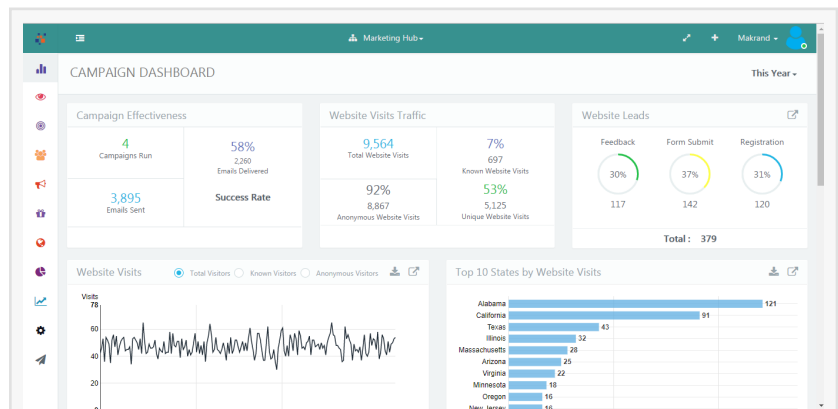 Marketing Hub
Makrand
CAMPAIGN DASHBOARD
This Year
Campaign Effectiveness
4
Campaigns Run
58%
2,260
Emails Delivered
3,895
Emails Sent
Success Rate
Website Visits Traffic
9,564
Total Website Visits
7%
697
Known Website Visits
92%
8,867
Anonymous Website Visits
53%
5,125
Unique Website Visits
Website Leads
Feedback
Form Submit
Registration
30%
37%
31%
117
142
120
Total : 379
Website Visits
Total Visitors
Known Visitors
Anonymous Visitors
Visits
78
60
40
20
0
Top 10 States by Website Visits
Alabama 121
California 91
Texas 43
Illinois 32
Massachusetts 28
Arizona 25
Virginia 22
Minnesota 18
Oregon 16
New Jersey 16